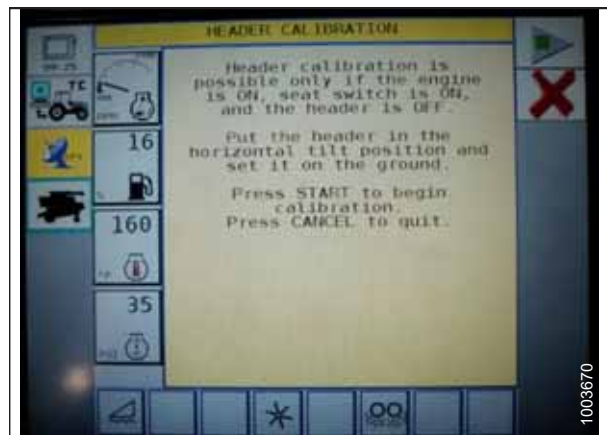 HEADER CALIBRATION
TC
Header calibration is
possible only if the engine
is ON, seat switch is ON,
and the header is OFF.
Put the header in the
horizontal tilt position and
set it on the ground.
Press START to begin
calibration.
Press CANCEL to quit.
16
160
35
1003670